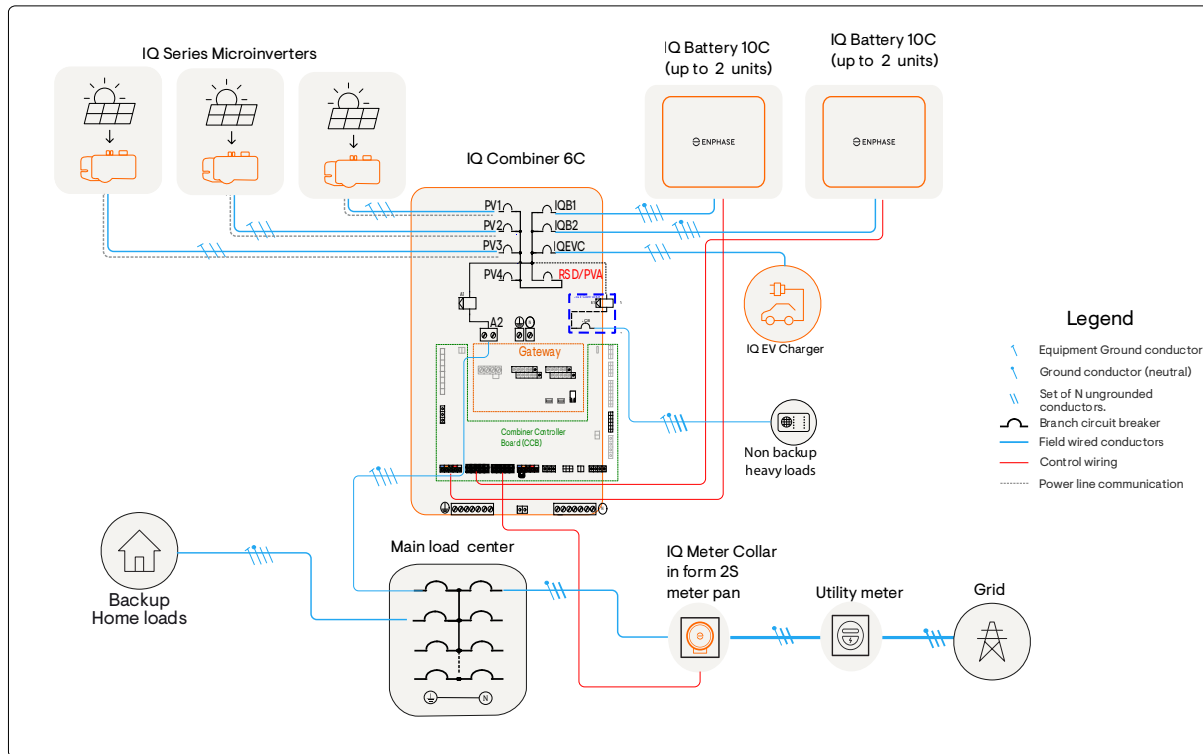 IQ Series Microinverters
IQ Battery 10C
(up to 2 units)
IQ Battery 10C
(up to 2 units)
ENPHASE
ENPHASE
IQ Combiner 6C
PV1
IQB1
PV2
IQB2
PV3
IQEVC
PV4
RSD/PVA
A2
N
Gateway
IQ EV Charger
Combiner Controller
Board (CCB)
Non backup
heavy loads
Legend
Equipment Ground conductor
Ground conductor (neutral)
Set of N ungrounded
conductors.
Branch circuit breaker
Field wired conductors
Control wiring
Power line communication
Backup
Home loads
Main load center
N
IQ Meter Collar
in form 2S
meter pan
Utility meter
Grid